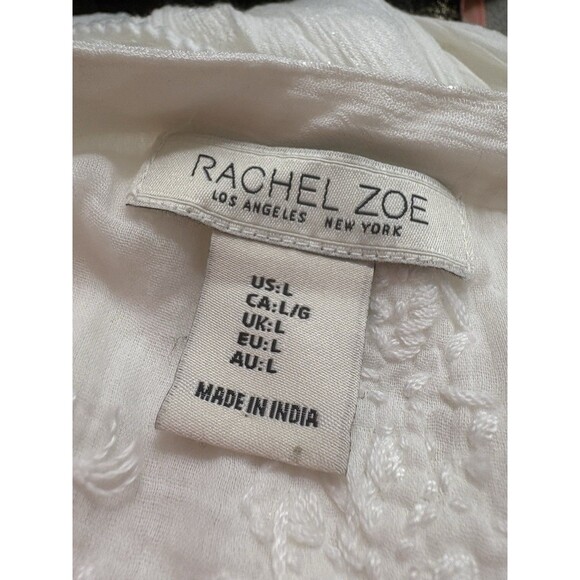 RACHEL ZOE
LOS ANGELES NEW YORK
US:L
CA:L/G
UK:L
EU:L
AU:L
MADE IN INDIA